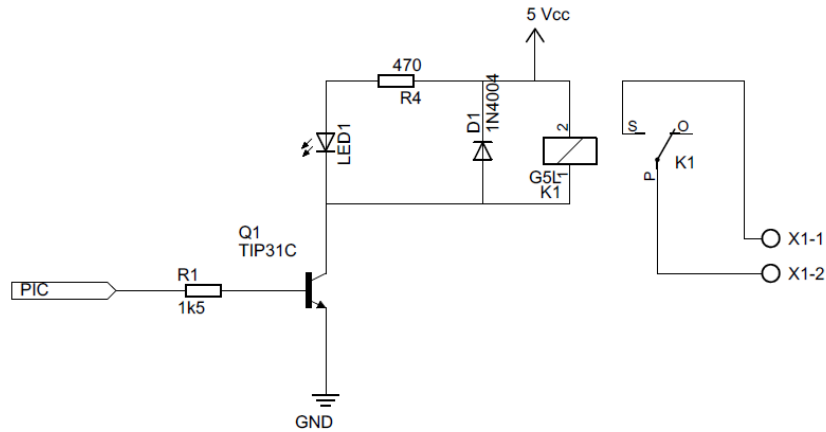 5 Vcc
470
R4
D1
1N4004
LED1
2
1
G5L
K1
S
O
P
K1
X1-1
X1-2
Q1
TIP31C
PIC
R1
1k5
GND